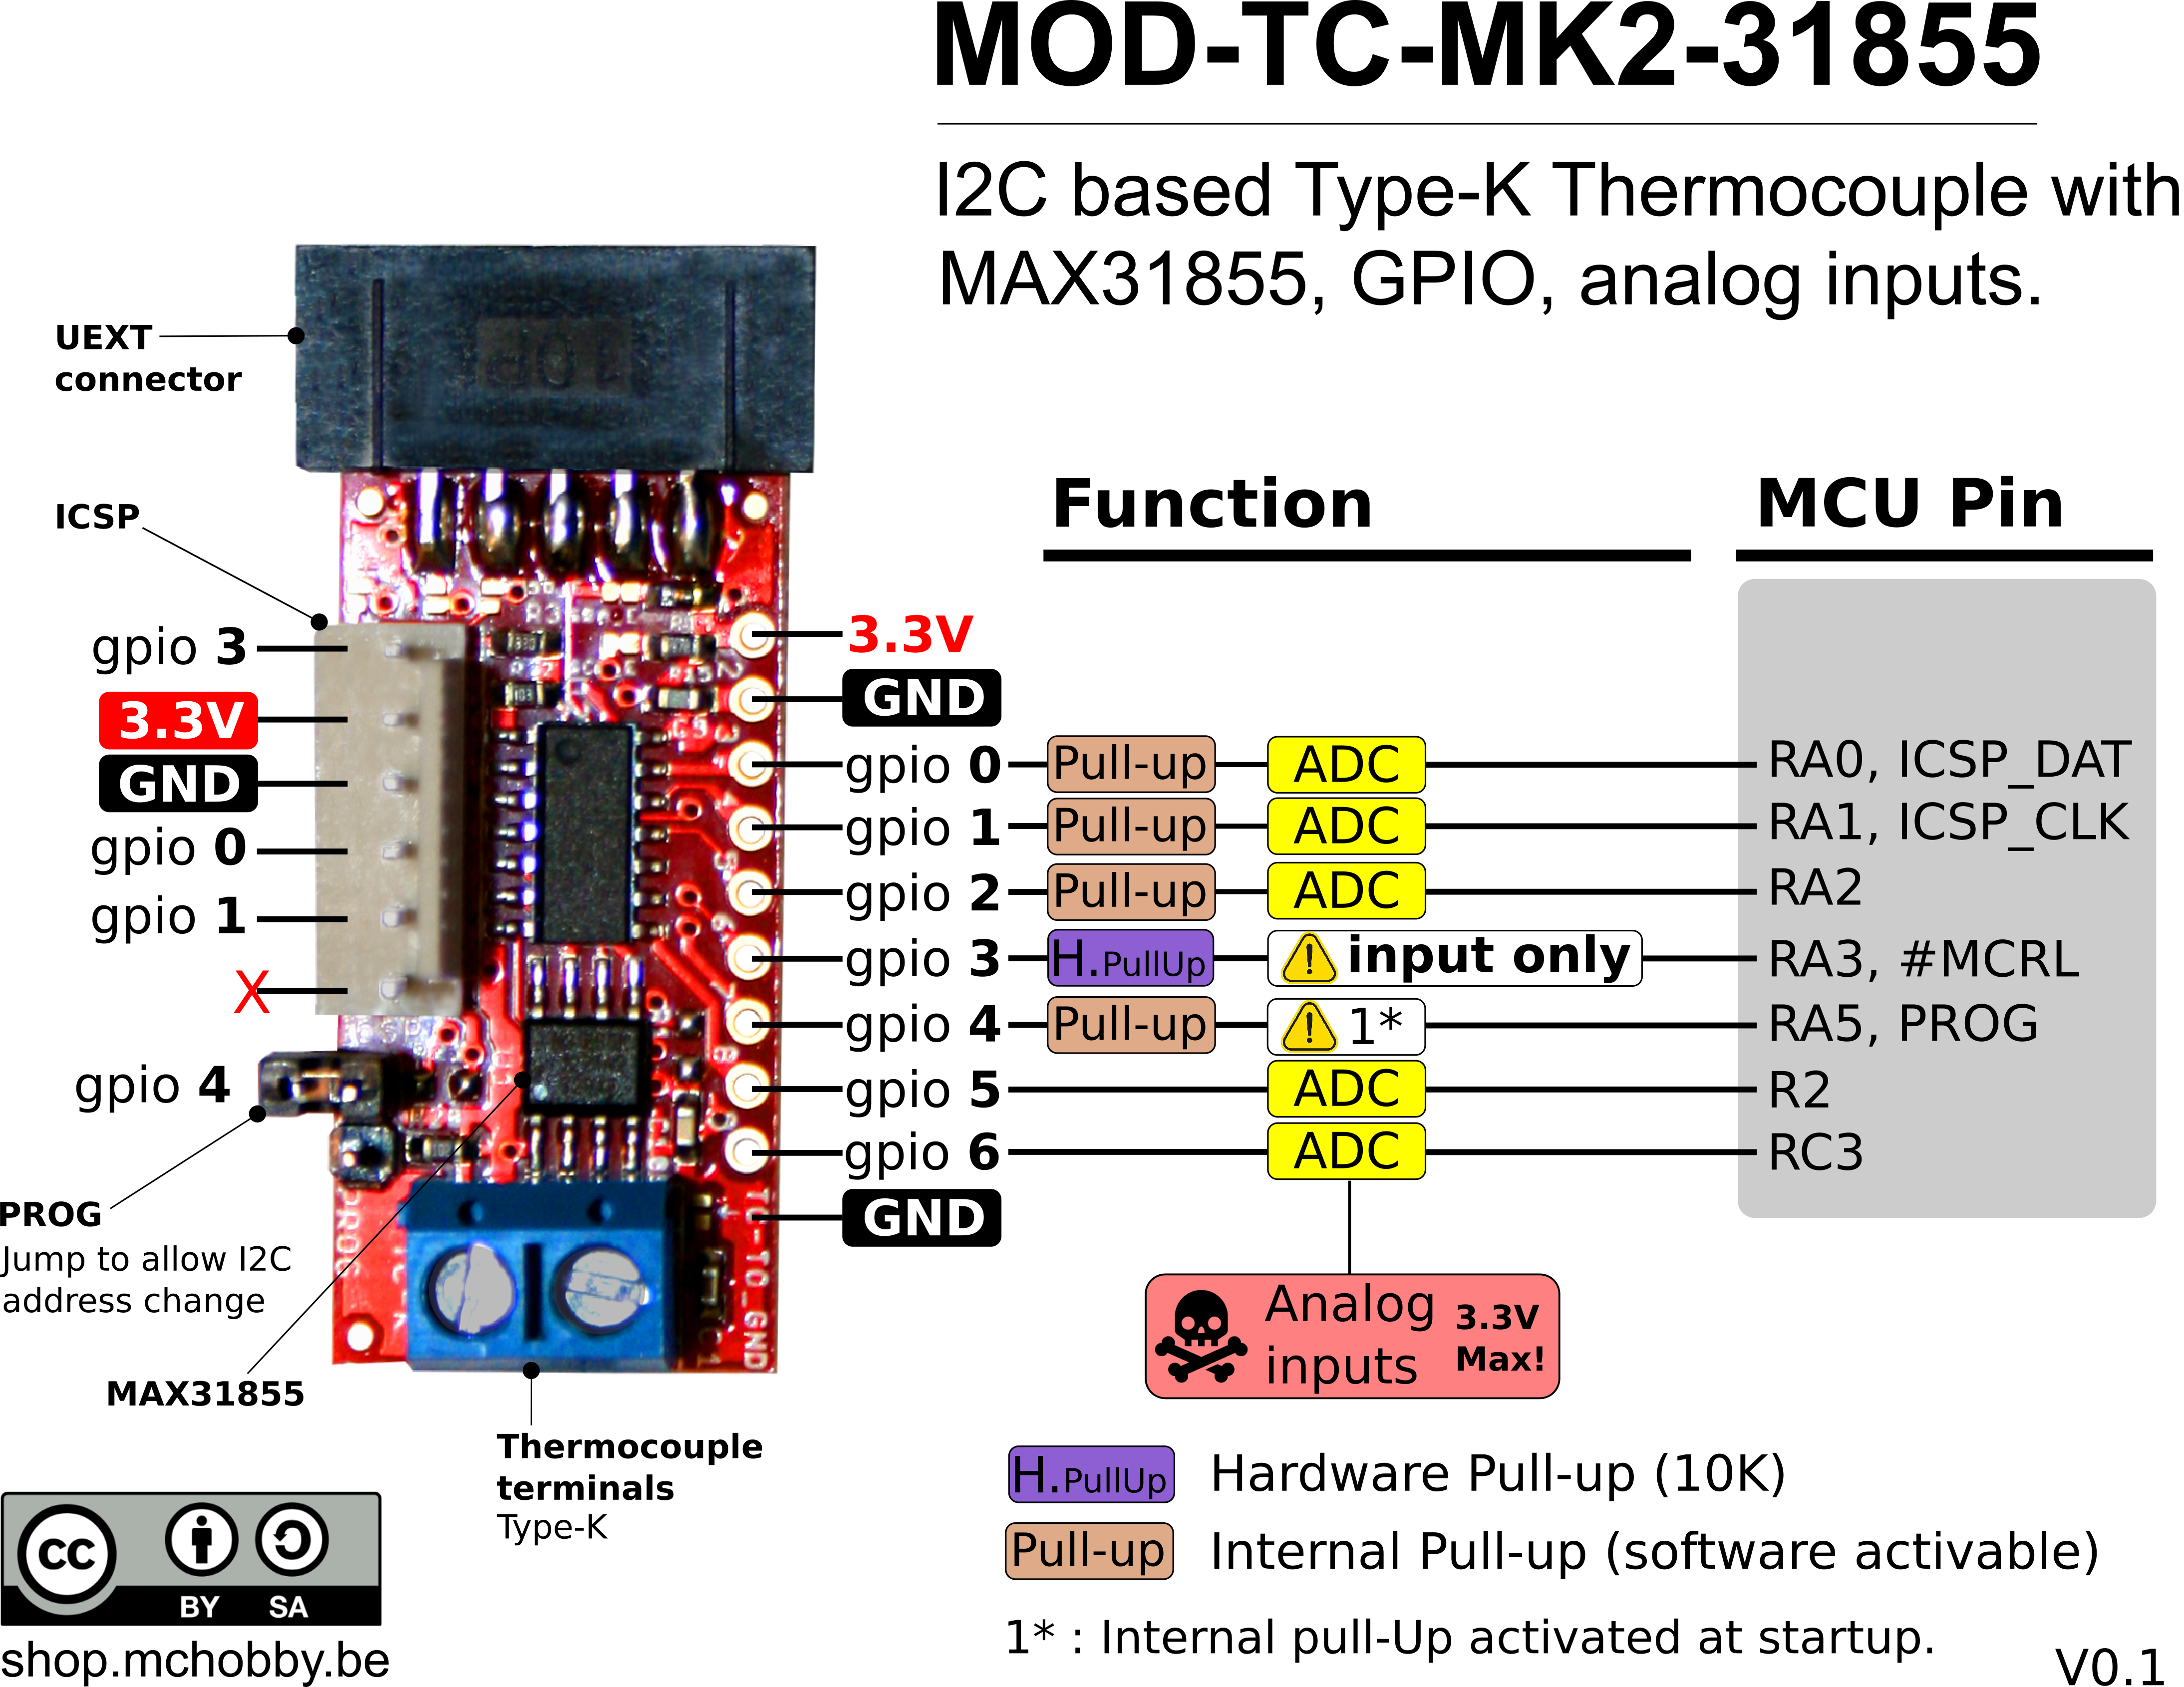 MOD-TC-MK2-31855
I2C based Type-K Thermocouple with
MAX31855, GPIO, analog inputs.
UEXT
connector
ICSP
gpio 3
3.3V
GND
gpio 0
gpio 1
X
gpio 4
PROG
Jump to allow I2C
address change
MAX31855
Thermocouple
terminals
Type-K
Function
MCU Pin
3.3V
GND
gpio 0 Pull-up ADC RA0, ICSP_DAT
gpio 1 Pull-up ADC RA1, ICSP_CLK
gpio 2 Pull-up ADC RA2
gpio 3 H.PullUp input only RA3, #MCRL
gpio 4 Pull-up 1* RA5, PROG
gpio 5 ADC R2
gpio 6 ADC RC3
GND
Analog
inputs
3.3V
Max!
H.PullUp Hardware Pull-up (10K)
Pull-up Internal Pull-up (software activable)
1* : Internal pull-Up activated at startup.
V0.1
cc
BY SA
shop.mchobby.be